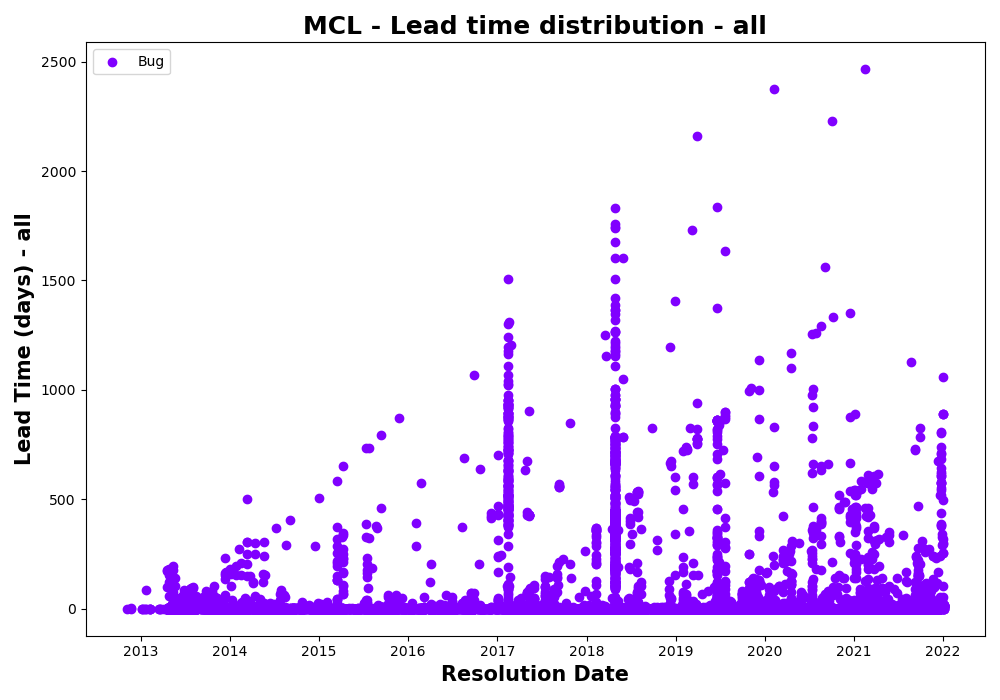 MCL - Lead time distribution - all
Bug
Lead Time (days) - all
2500
2000
1500
1000
500
0
2013 2014 2015 2016 2017 2018 2019 2020 2021 2022
Resolution Date